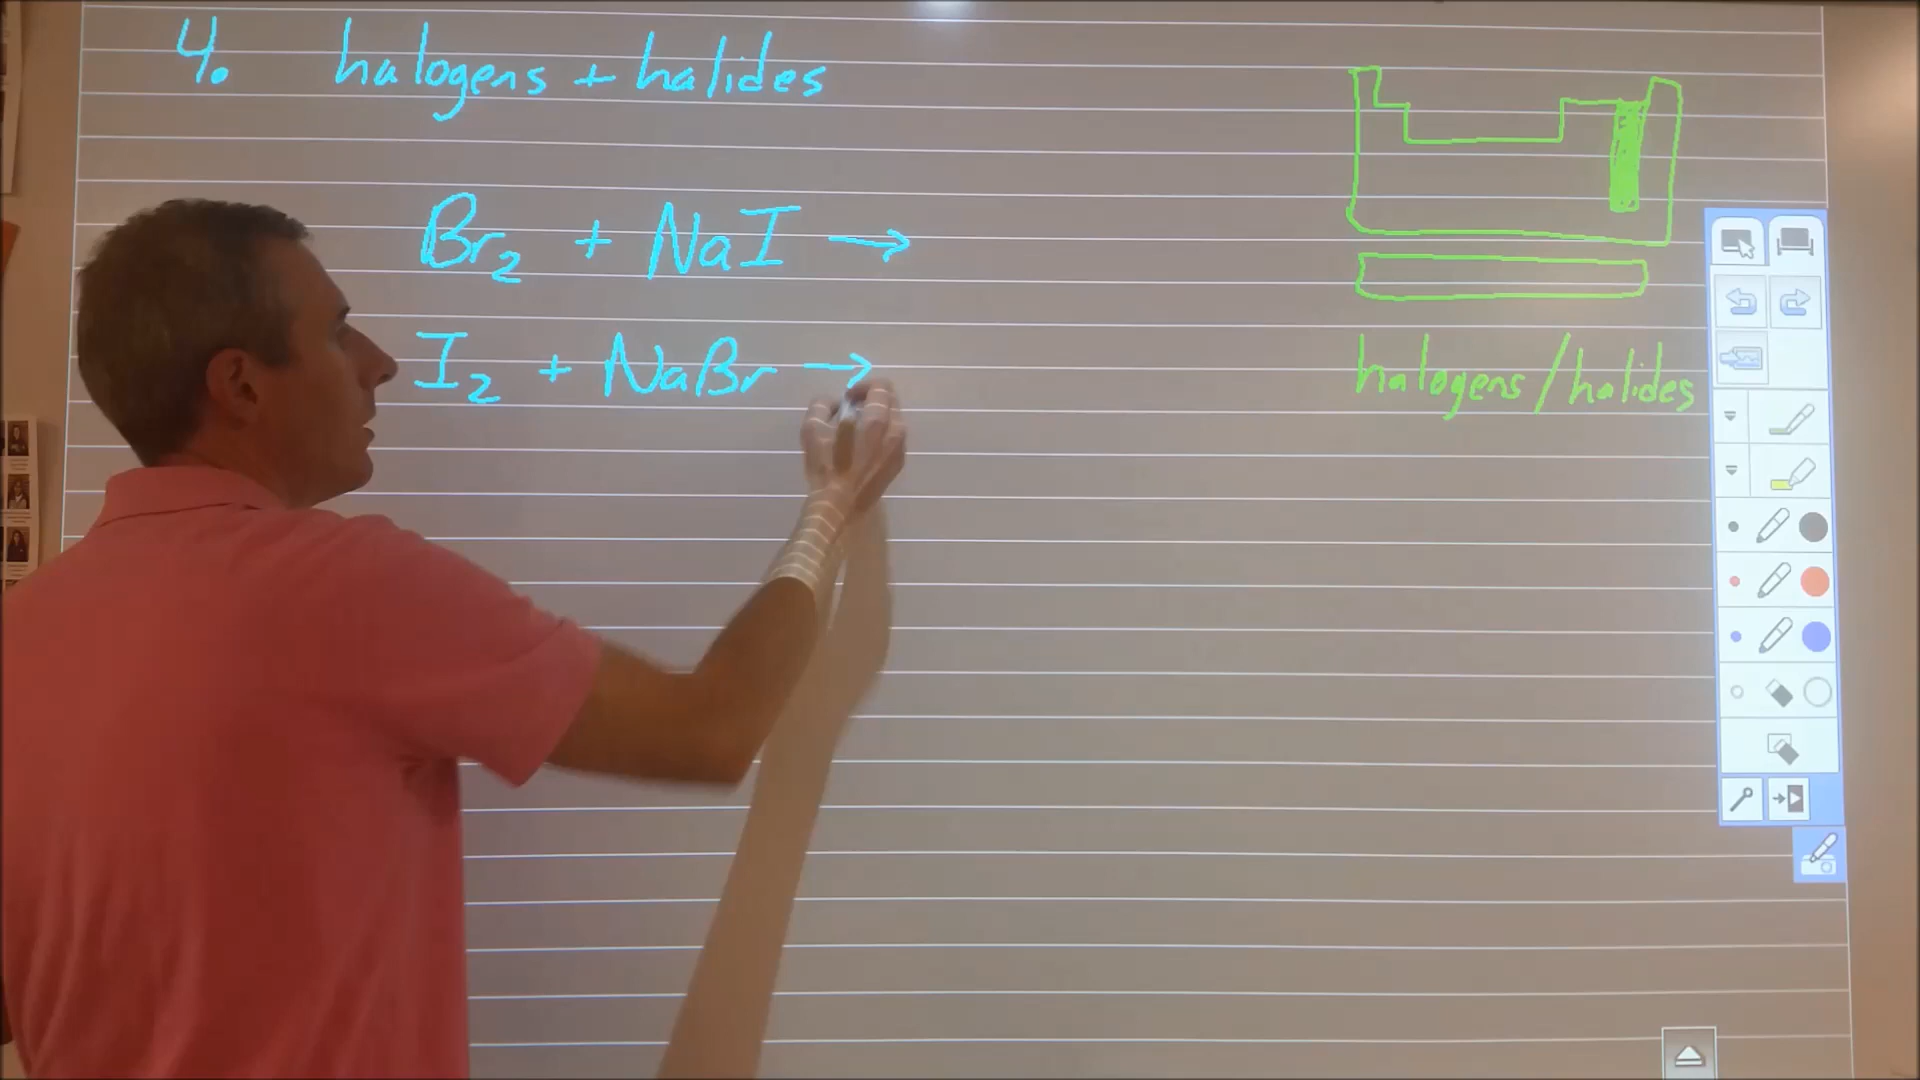 4. halogens + halides
Br₂ + NaI →
I₂ + NaBr →
halogens/halides